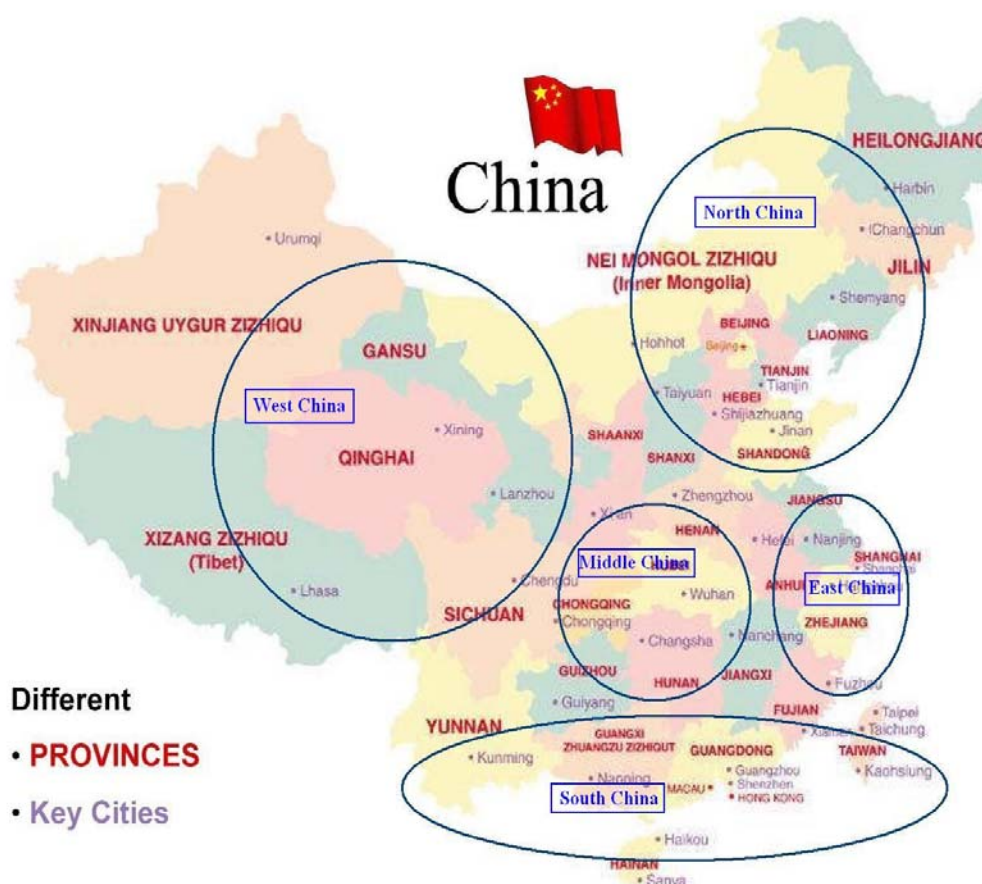 China
HEILONGJIANG
Harbin
North China
Changchun
Urumqi
NEI MONGOL ZIZHIQU
(Inner Mongolia)
JILIN
Shenyang
XINJIANG UYGUR ZIZHIQU
BEIJING
LIAONING
GANSU
Hohhot
Beijing
TIANJIN
Tianjin
Taiyuan
HEBEI
West China
Shijiazhuang
Xining
Jinan
SHAANXI
QINGHAI
SHANXI
SHANDONG
Lanzhou
Zhengzhou
JIANGSU
Xi'an
HENAN
XIZANG ZIZHIQU
(Tibet)
Hefei
Nanjing
SHANGHAI
Middle China
Shanghai
Chengdu
ANHUI
East China
Lhasa
Wuhan
SICHUAN
CHONGQING
Chongqing
ZHEJIANG
Changsha
Nanchang
GUIZHOU
HUNAN
JIANGXI
Fuzhou
Different
Guiyang
FUJIAN
Taipei
YUNNAN
Xiamen
Taichung
GUANGXI
ZHUANGZU ZIZHIQUT
GUANGDONG
TAIWAN
• PROVINCES
Kunming
Guangzhou
Kaohsiung
Nanning
Shenzhen
MACAU
South China
HONG KONG
• Key Cities
Haikou
HAINAN
Sanya